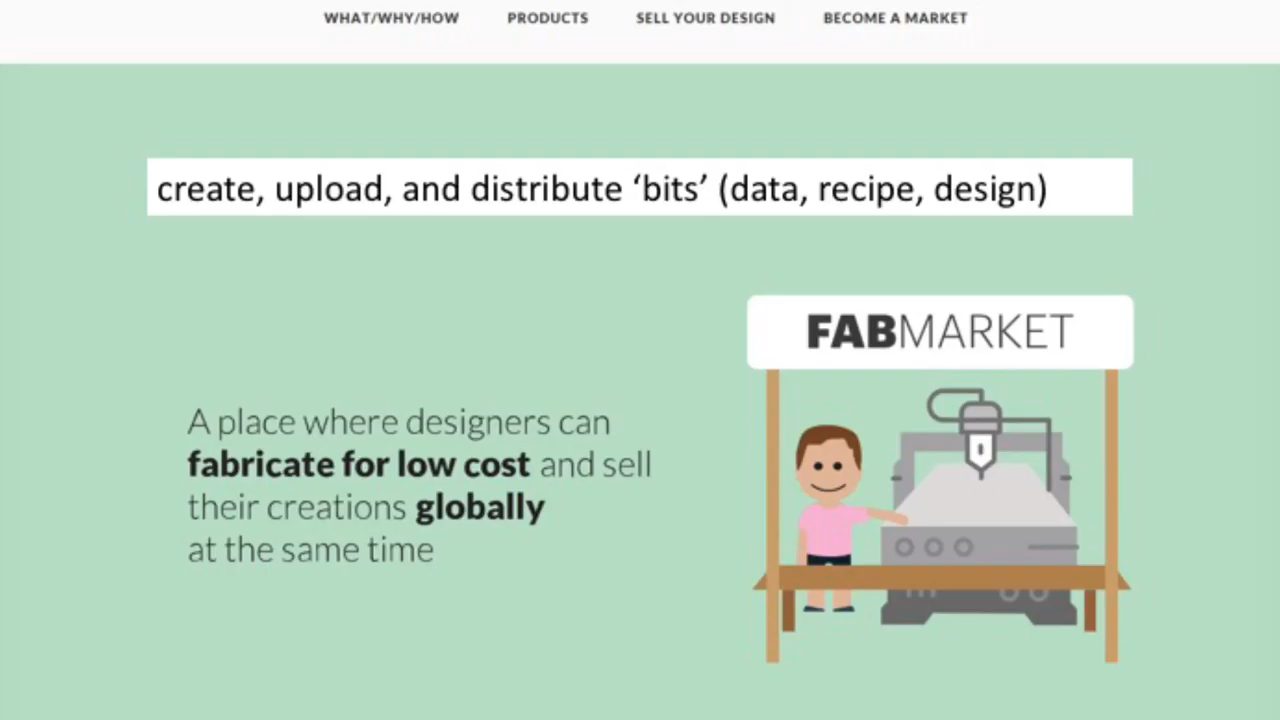 WHAT/WHY/HOW PRODUCTS SELL YOUR DESIGN BECOME A MARKET
create, upload, and distribute ‘bits’ (data, recipe, design)
FABMARKET
A place where designers can
fabricate for low cost and sell
their creations globally
at the same time